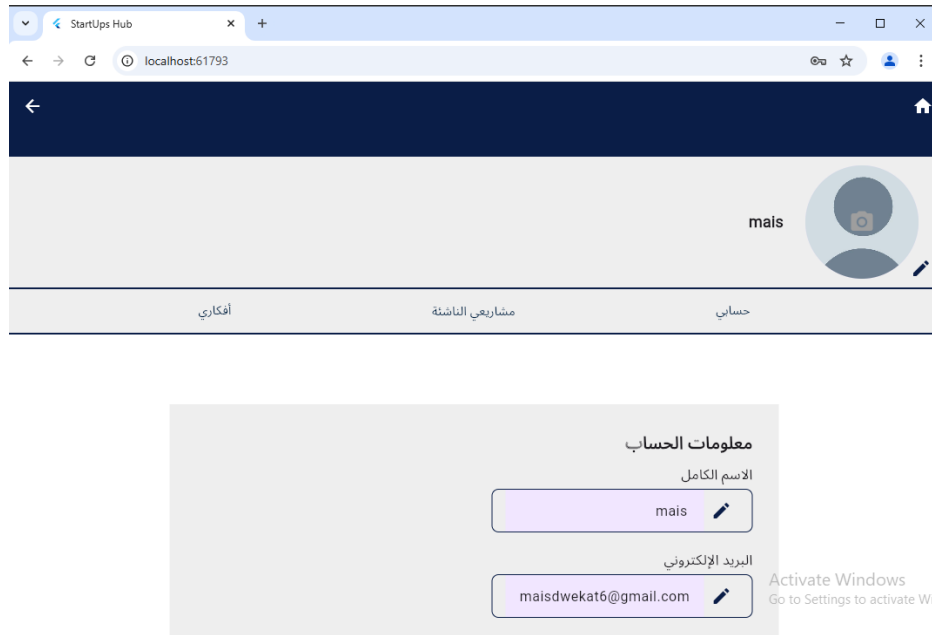 StartUps Hub
localhost:61793
mais
حسابي
مشاريعي الناشئة
أفكاري
معلومات الحساب
الاسم الكامل
mais
البريد الإلكتروني
maisdwekat6@gmail.com
Activate Windows
Go to Settings to activate Wi